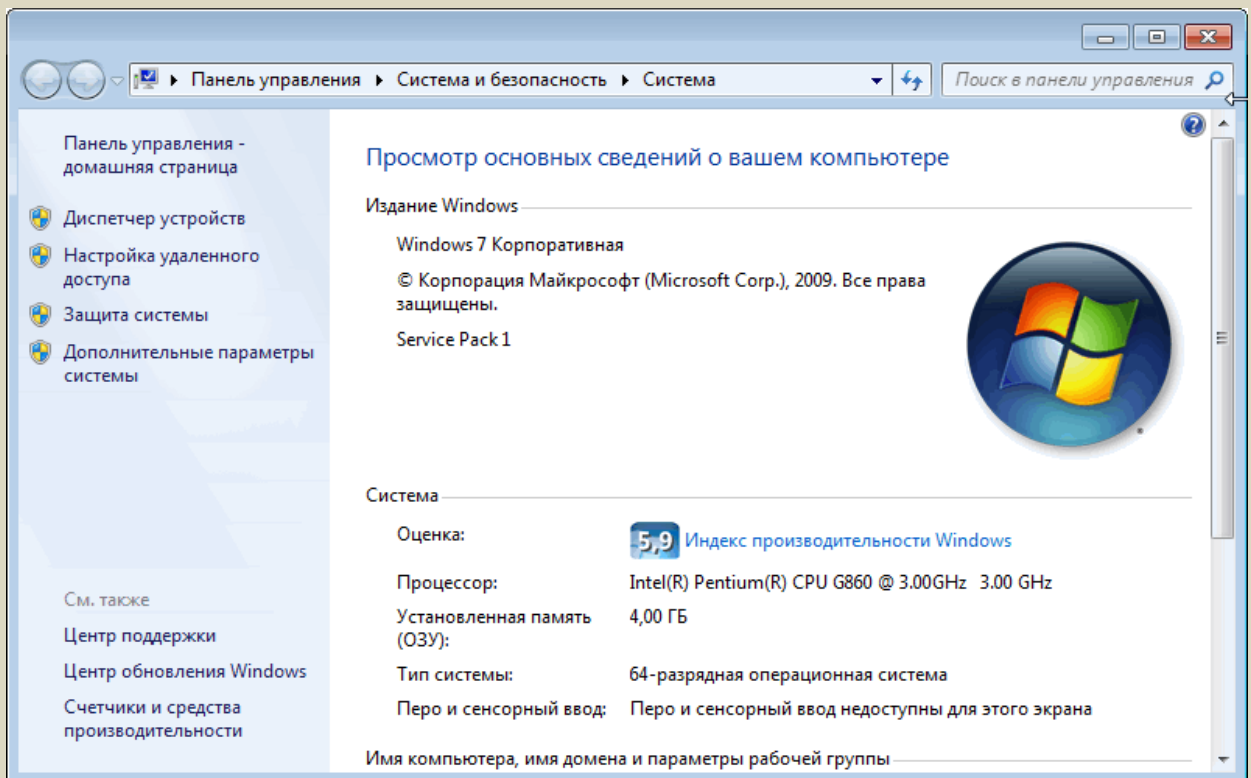 Панель управления ▸ Система и безопасность ▸ Система
Поиск в панели управления
Панель управления -
домашняя страница
Диспетчер устройств
Настройка удаленного
доступа
Защита системы
Дополнительные параметры
системы
См. также
Центр поддержки
Центр обновления Windows
Счетчики и средства
производительности
Просмотр основных сведений о вашем компьютере
Издание Windows
Windows 7 Корпоративная
© Корпорация Майкрософт (Microsoft Corp.), 2009. Все права
защищены.
Service Pack 1
Система
Оценка:
5,9 Индекс производительности Windows
Процессор: Intel(R) Pentium(R) CPU G860 @ 3.00GHz 3.00 GHz
Установленная память 4,00 ГБ
(ОЗУ):
Тип системы: 64-разрядная операционная система
Перо и сенсорный ввод: Перо и сенсорный ввод недоступны для этого экрана
Имя компьютера, имя домена и параметры рабочей группы